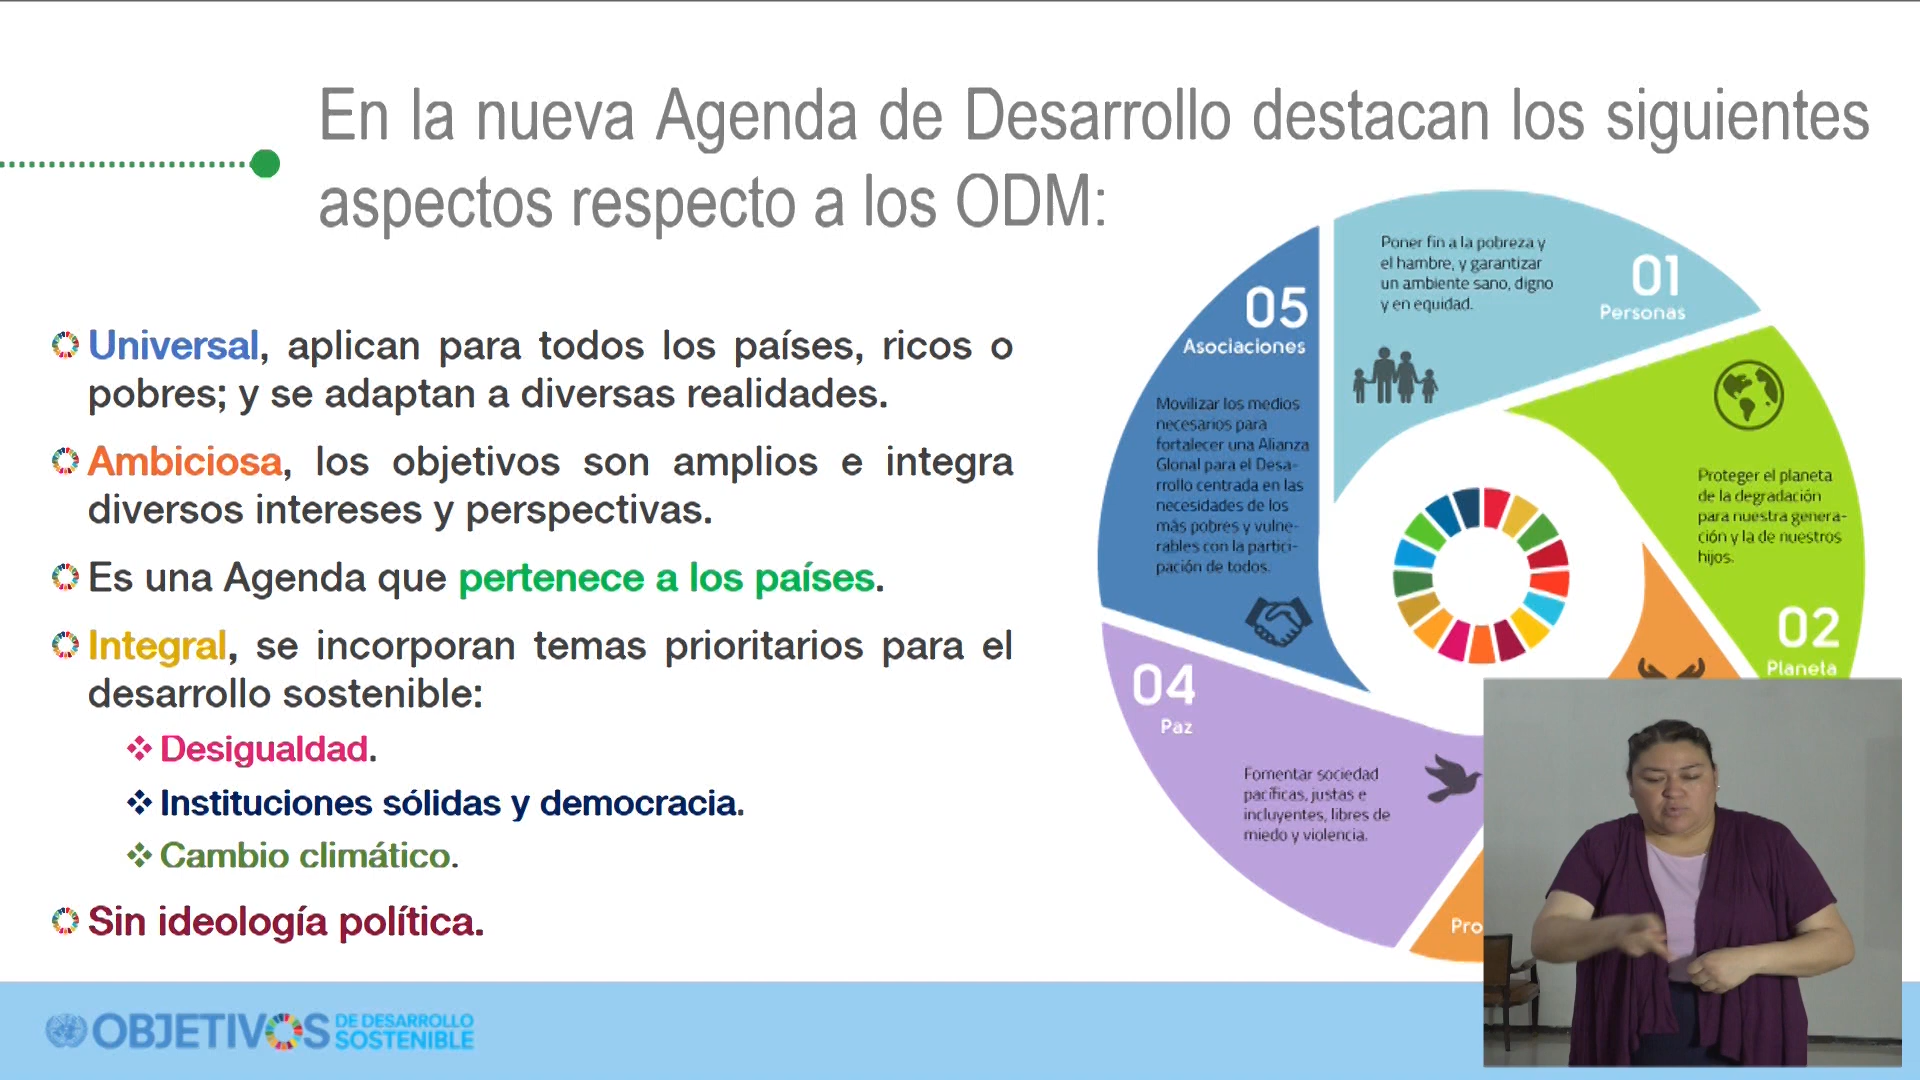 En la nueva Agenda de Desarrollo destacan los siguientes
aspectos respecto a los ODM:
Universal, aplican para todos los países, ricos o
pobres; y se adaptan a diversas realidades.
Ambiciosa, los objetivos son amplios e integra
diversos intereses y perspectivas.
Es una Agenda que pertenece a los países.
Integral, se incorporan temas prioritarios para el
desarrollo sostenible:
Desigualdad.
Instituciones sólidas y democracia.
Cambio climático.
Sin ideología política.
Poner fin a la pobreza y
el hambre, y garantizar
un ambiente sano, digno
y en equidad.
01
Personas
Proteger el planeta
de la degradación
para nuestra genera-
ción y la de nuestros
hijos.
02
Planeta
Pro
04
Paz
Fomentar sociedad
pacíficas, justas e
incluyentes, libres de
miedo y violencia.
05
Asociaciones
Movilizar los medios
necesarios para
fortalecer una Alianza
Glonal para el Desa-
rrollo centrada en las
necesidades de los
más pobres y vulne-
rables con la partici-
pación de todos.
OBJETIVOS DE DESARROLLO
SOSTENIBLE